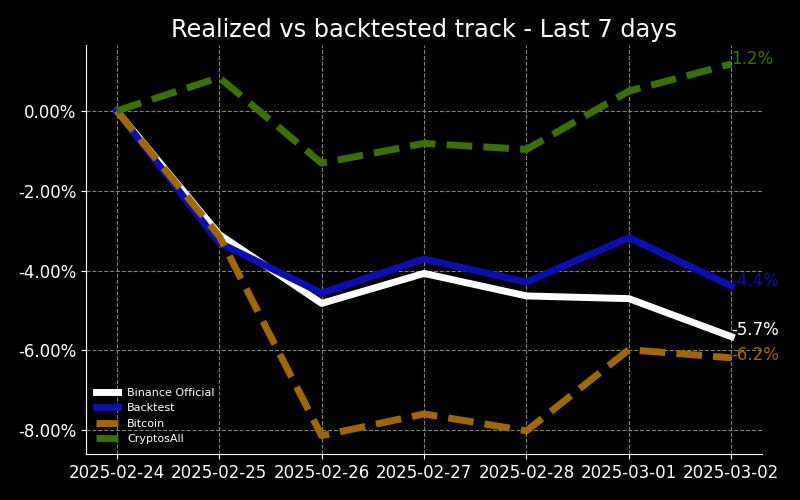 Realized vs backtested track - Last 7 days
1.2%
0.00%
-2.00%
-4.00%
-4.4%
-5.7%
-6.00%
-6.2%
-8.00%
Binance Official
Backtest
Bitcoin
CryptosAll
2025-02-24 2025-02-25 2025-02-26 2025-02-27 2025-02-28 2025-03-01 2025-03-02